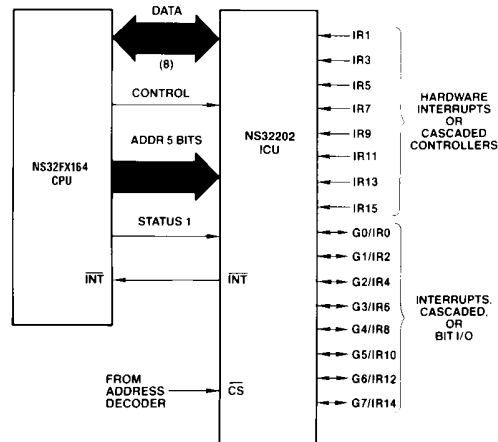 DATA
(8)
CONTROL
ADDR 5 BITS
NS32FX164
CPU
STATUS 1
INT
NS32202
ICU
INT
FROM
ADDRESS
DECODER
CS
IR1
IR3
IR5
IR7
IR9
IR11
IR13
IR15
HARDWARE
INTERRUPTS
OR
CASCADED
CONTROLLERS
G0/IR0
G1/IR2
G2/IR4
G3/IR6
G4/IR8
G5/IR10
G6/IR12
G7/IR14
INTERRUPTS.
CASCADED.
OR
BIT I/O